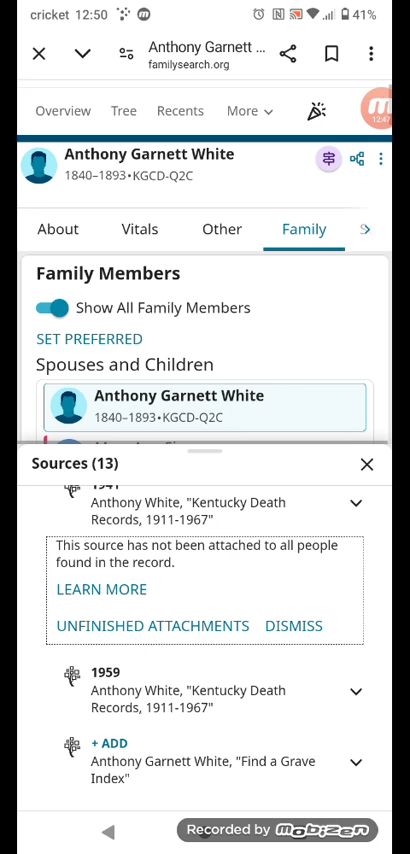 cricket 12:50
41%
Anthony Garnett ...
familysearch.org
Overview Tree Recents More
12:47
Anthony Garnett White
1840–1893•KGCD-Q2C
About Vitals Other Family
Family Members
Show All Family Members
SET PREFERRED
Spouses and Children
Anthony Garnett White
1840–1893•KGCD-Q2C
Sources (13)
1941
Anthony White, "Kentucky Death
Records, 1911-1967"
This source has not been attached to all people
found in the record.
LEARN MORE
UNFINISHED ATTACHMENTS DISMISS
1959
Anthony White, "Kentucky Death
Records, 1911-1967"
+ ADD
Anthony Garnett White, "Find a Grave
Index"
Recorded by mobizen